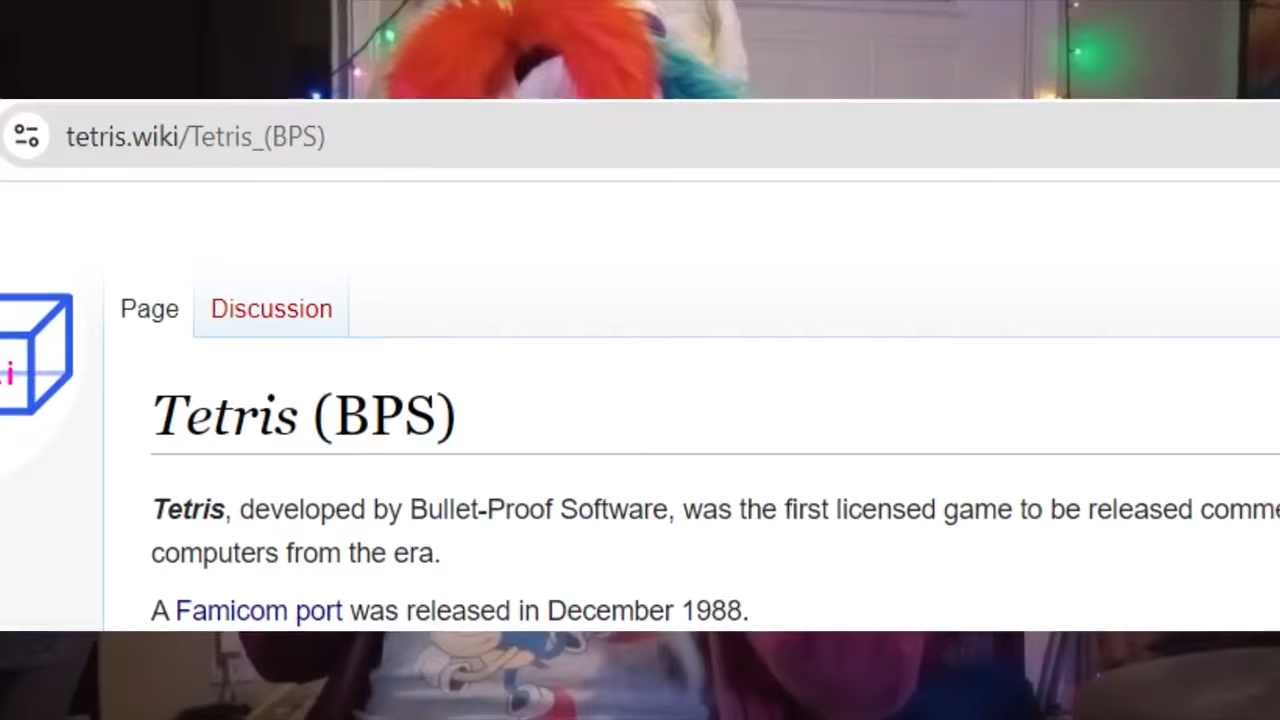 tetris.wiki/Tetris_(BPS)
Page Discussion
Tetris (BPS)
Tetris, developed by Bullet-Proof Software, was the first licensed game to be released
computers from the era.
A Famicom port was released in December 1988.